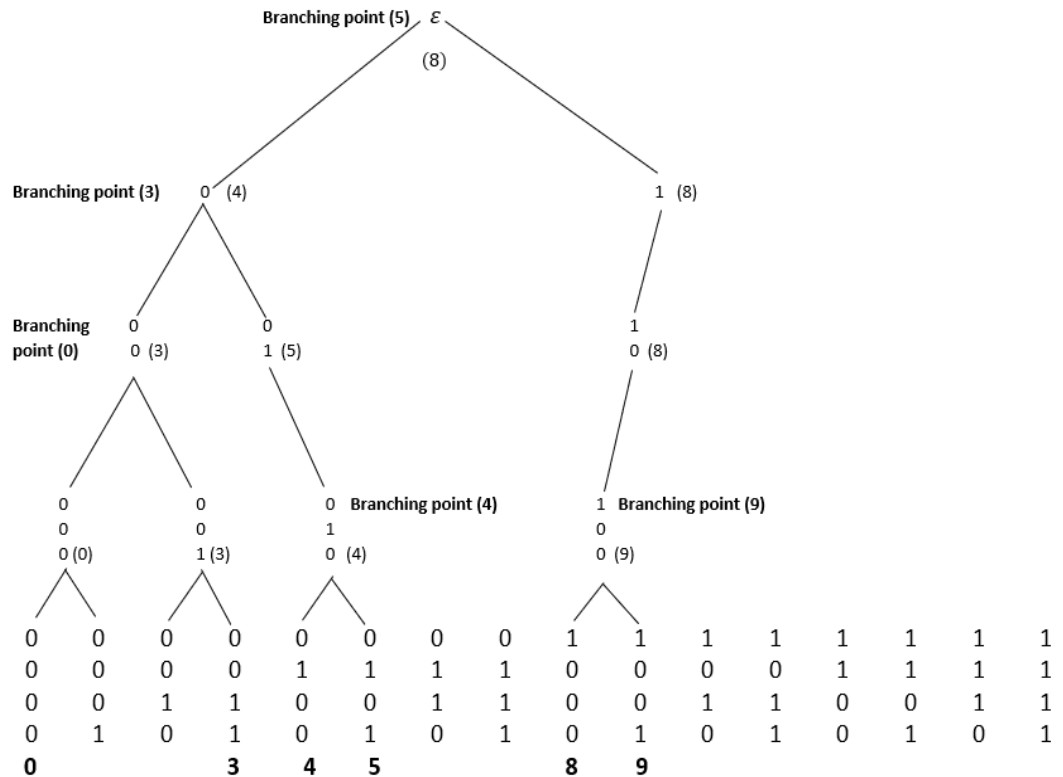 Branching point (5) ε
(8)
Branching point (3) 0 (4) 1 (8)
Branching 0 0 1
point (0) 0 (3) 1 (5) 0 (8)
0 0 0 Branching point (4) 1 Branching point (9)
0 0 1 0
0 (0) 1 (3) 0 (4) 0 (9)
0 0 0 0 0 0 0 0 1 1 1 1 1 1 1 1
0 0 0 0 1 1 1 1 0 0 0 0 1 1 1 1
0 0 1 1 0 0 1 1 0 0 1 1 0 0 1 1
0 1 0 1 0 1 0 1 0 1 0 1 0 1 0 1
0 3 4 5 8 9